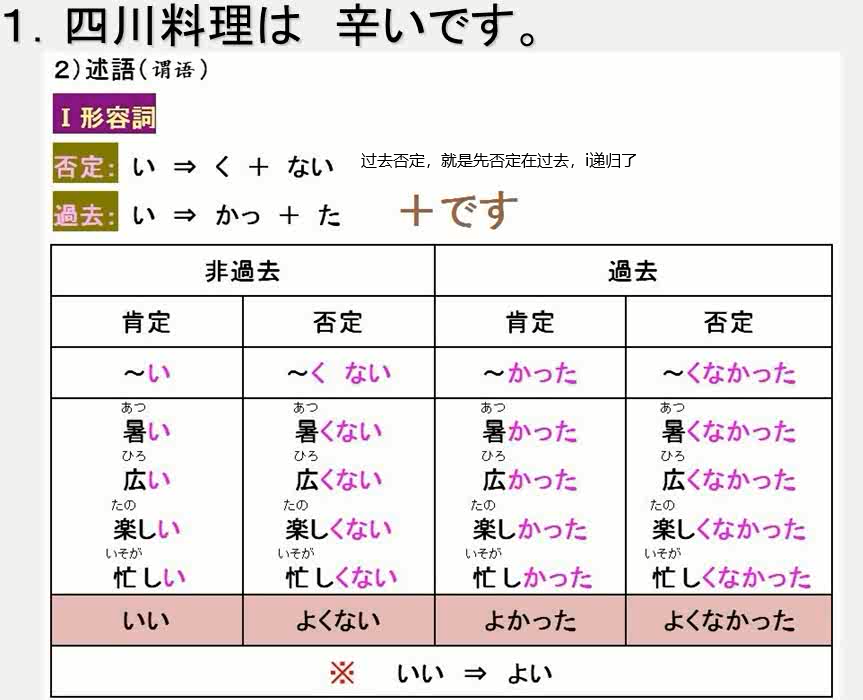 1. 四川料理は　辛いです。
2)述語(谓语)
Ⅰ形容詞
否定: い ⇒ く ＋ ない　过去否定，就是先否定在过去，i递归了
過去: い ⇒ かっ ＋ た　＋です
非過去　過去
肯定　否定　肯定　否定
～い　～く ない　～かった　～くなかった
あつ　あつ　あつ　あつ
暑い　暑くない　暑かった　暑くなかった
ひろ　ひろ　ひろ　ひろ
広い　広くない　広かった　広くなかった
たの　たの　たの　たの
楽しい　楽しくない　楽しかった　楽しくなかった
いそが　いそが　いそが　いそが
忙しい　忙しくない　忙しかった　忙しくなかった
いい　よくない　よかった　よくなかった
※　いい ⇒ よい